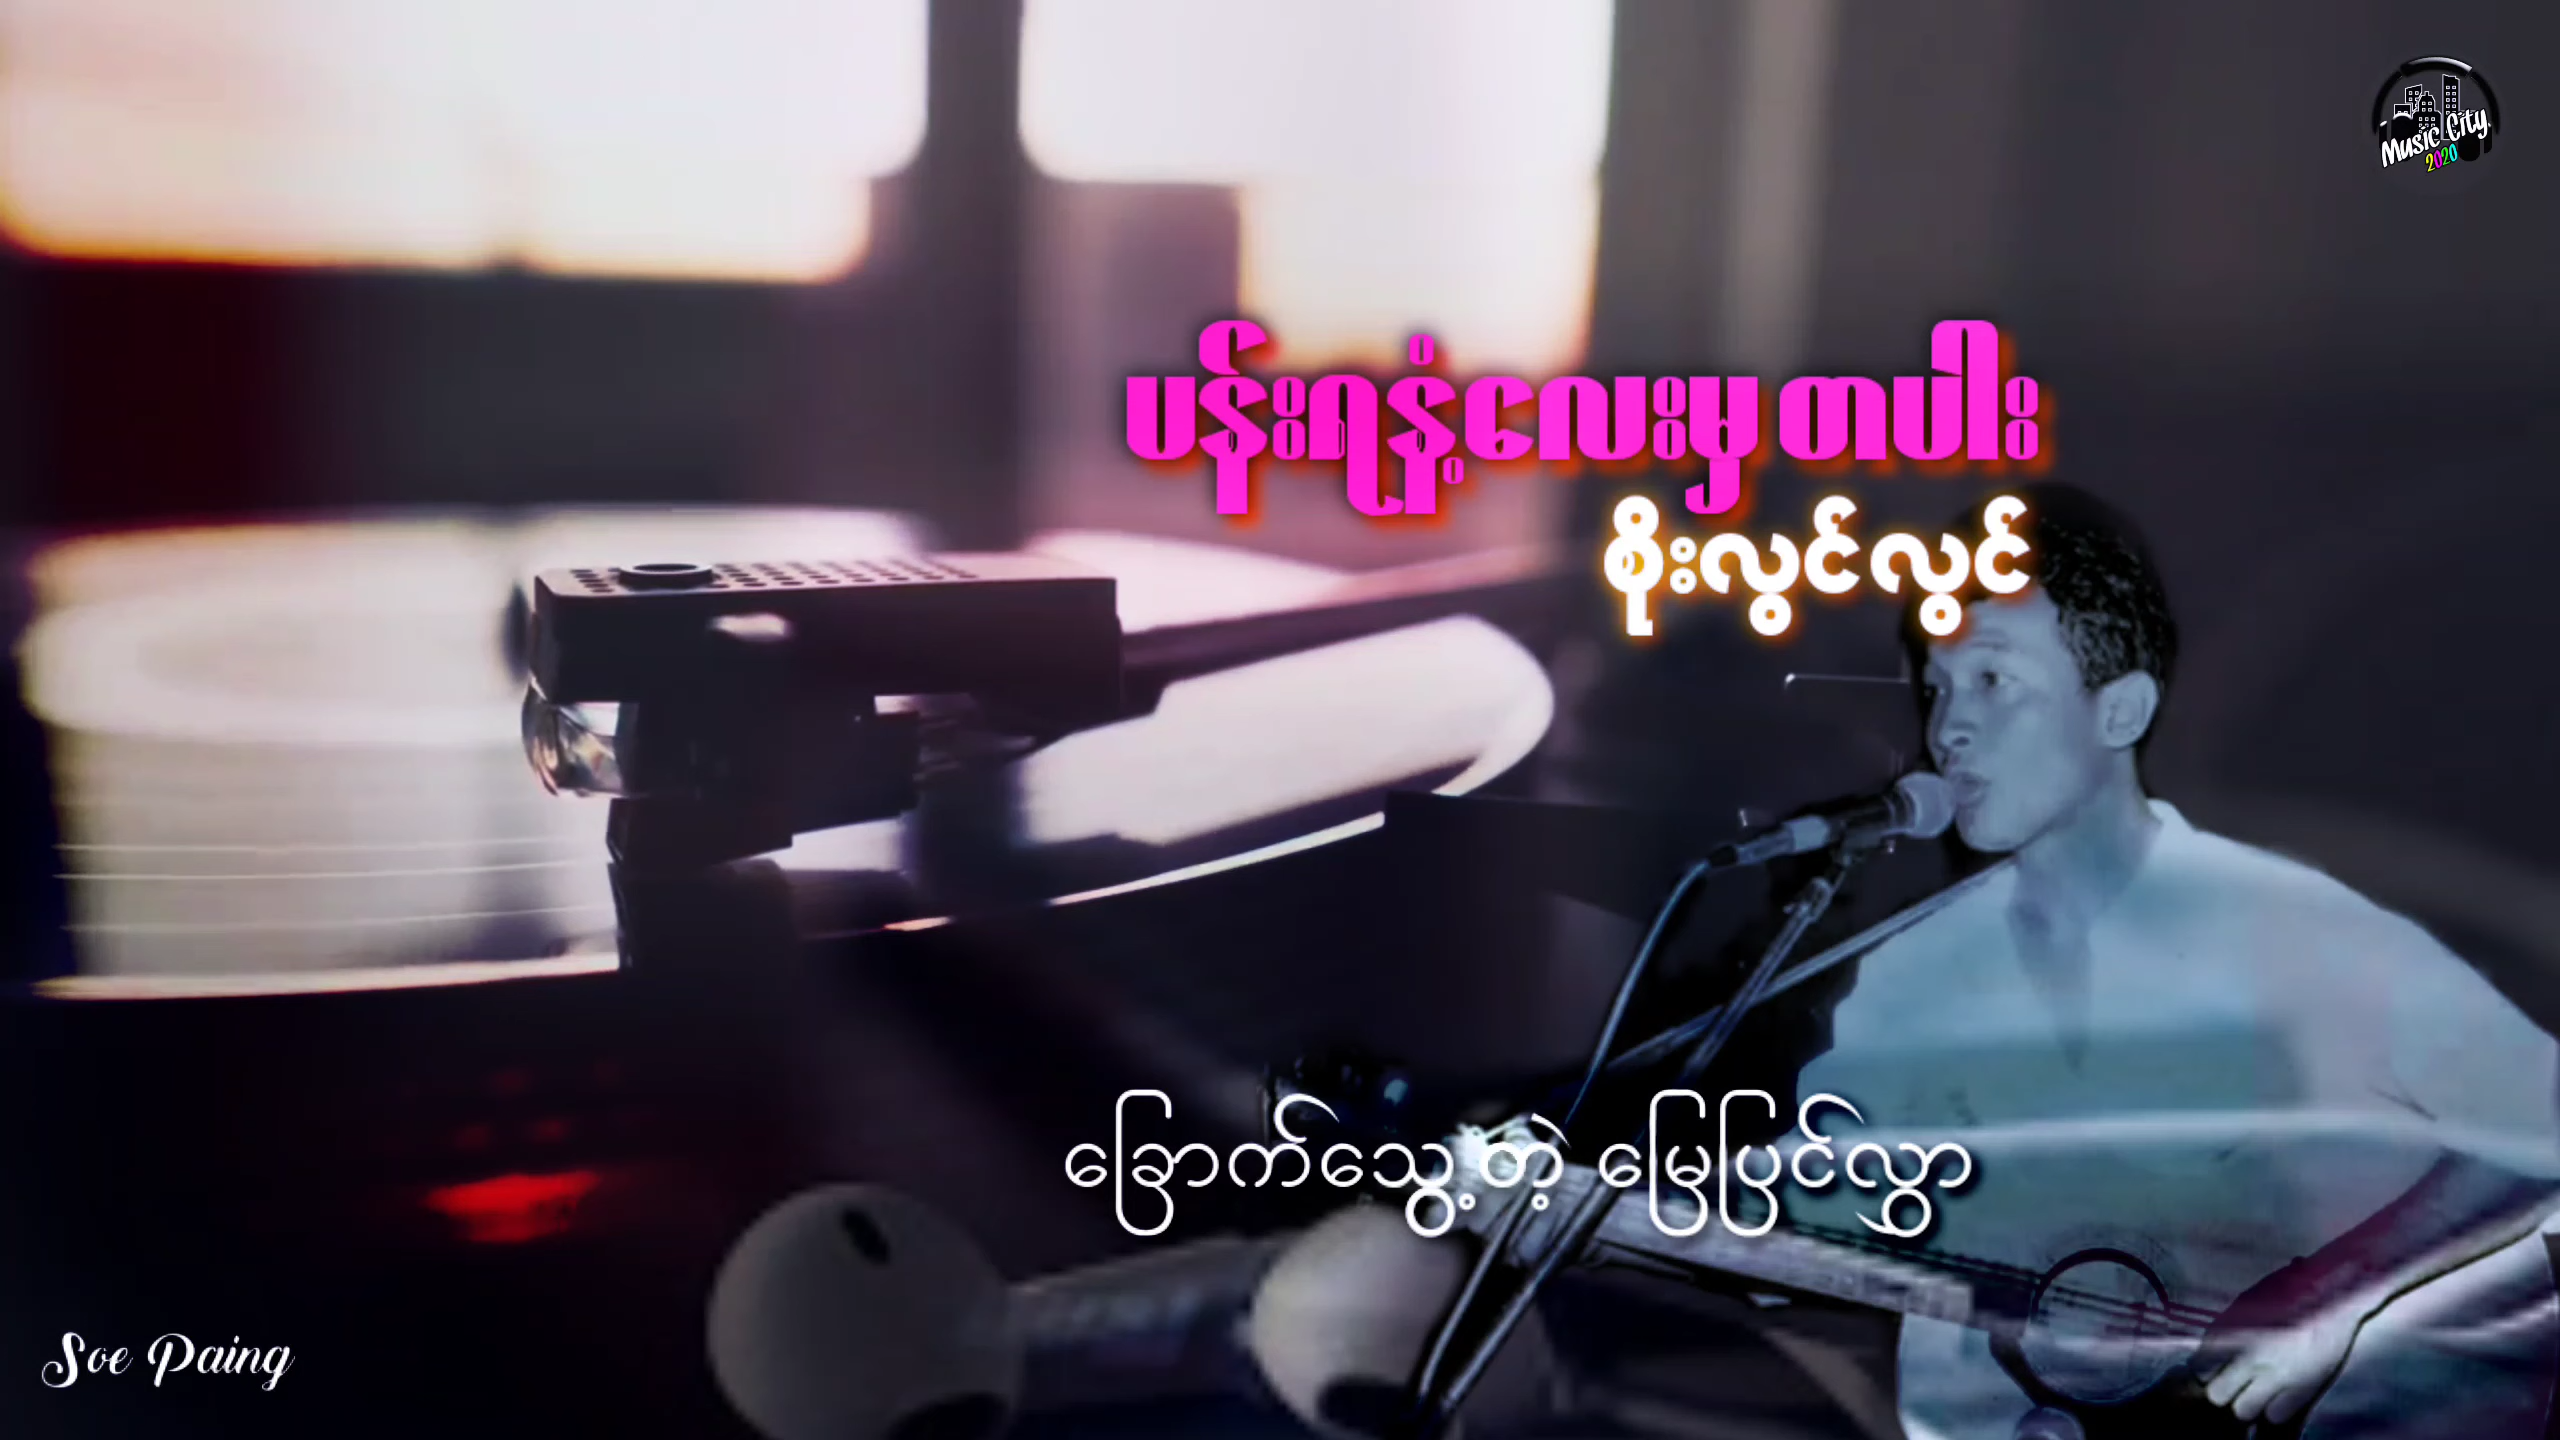 Music City
2020
ပန်းရနံ့လေးမှ တပါး
စိုးလွင်လွင်
ခြောက်သွေ့တဲ့ မြေပြင်လွှာ
Soe Paing